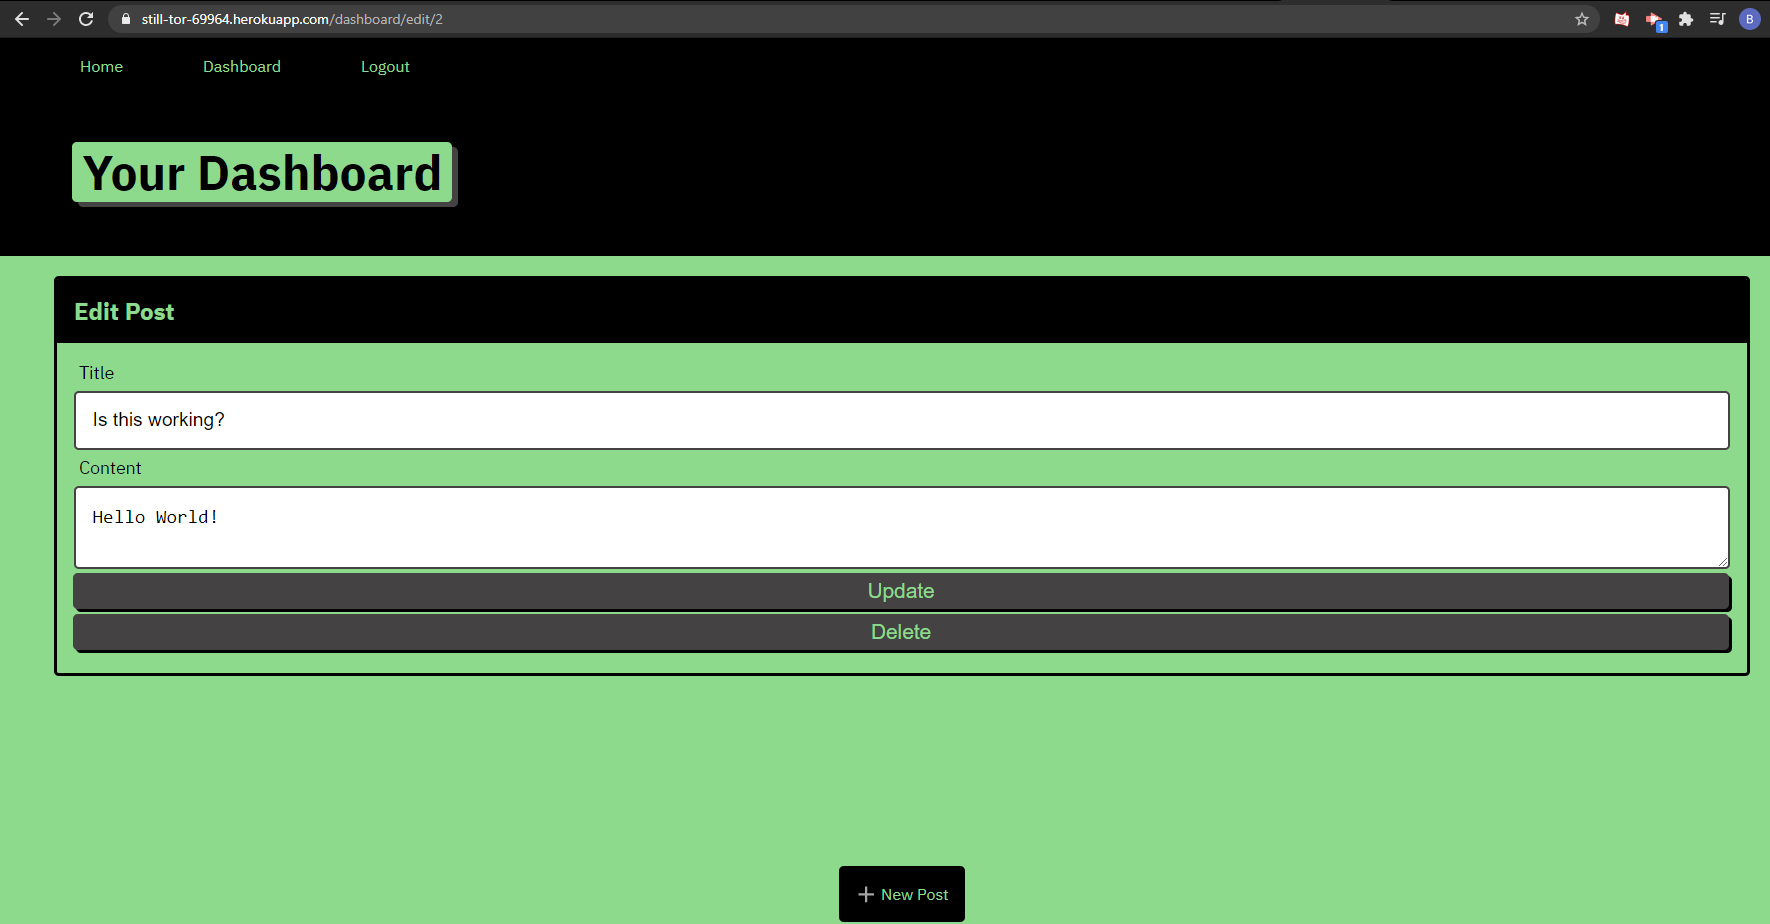 still-tor-69964.herokuapp.com/dashboard/edit/2
1
B
Home Dashboard Logout
Your Dashboard
Edit Post
Title
Is this working?
Content
Hello World!
Update
Delete
New Post